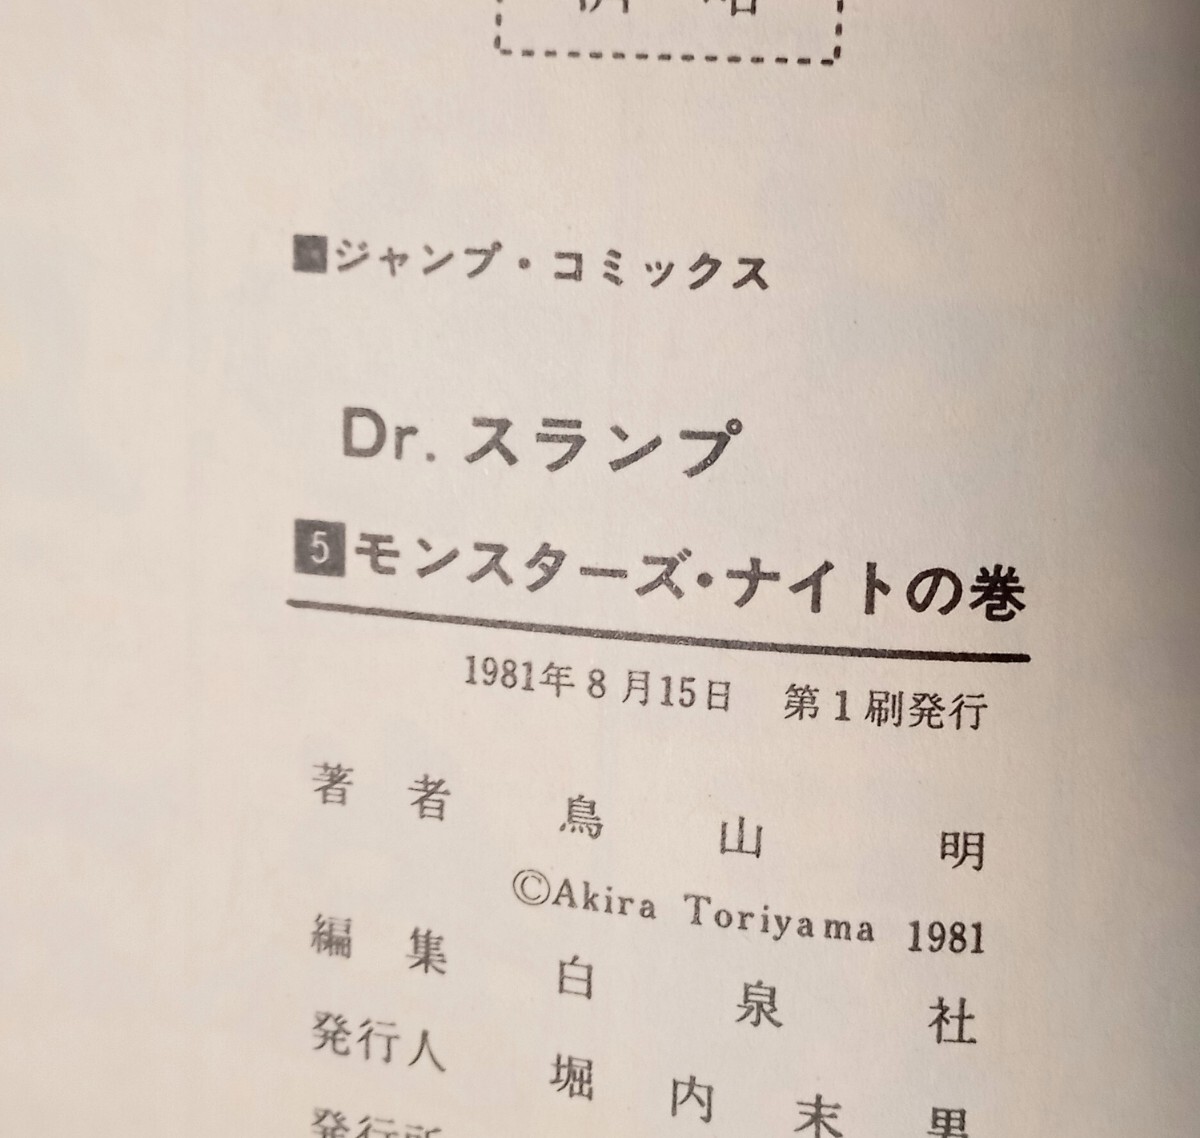 ■ジャンプ・コミックス
Dr.スランプ
5 モンスターズ・ナイトの巻
1981年8月15日 第1刷発行
著者 鳥山明
©Akira Toriyama 1981
編集 白泉社
発行人 堀内末男
発行所